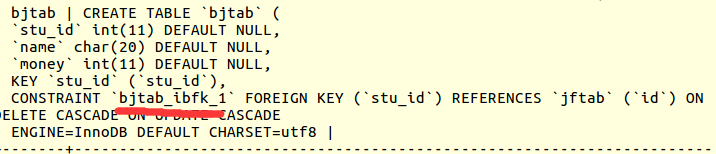 bjtab | CREATE TABLE `bjtab` (
`stu_id` int(11) DEFAULT NULL,
`name` char(20) DEFAULT NULL,
`money` int(11) DEFAULT NULL,
KEY `stu_id` (`stu_id`),
CONSTRAINT `bjtab_ibfk_1` FOREIGN KEY (`stu_id`) REFERENCES `jftab` (`id`) ON
DELETE CASCADE ON UPDATE CASCADE
ENGINE=InnoDB DEFAULT CHARSET=utf8 |
--------+-----------------------------------------------------------------------------